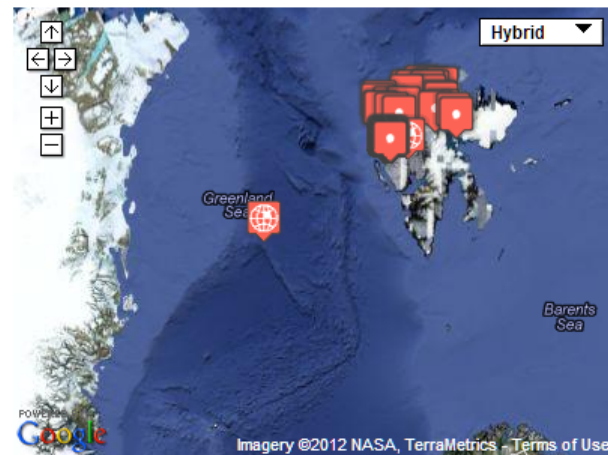 Hybrid
Greenland
Sea
Barents
Sea
POWERED BY
Google
Imagery ©2012 NASA, TerraMetrics - Terms of Use